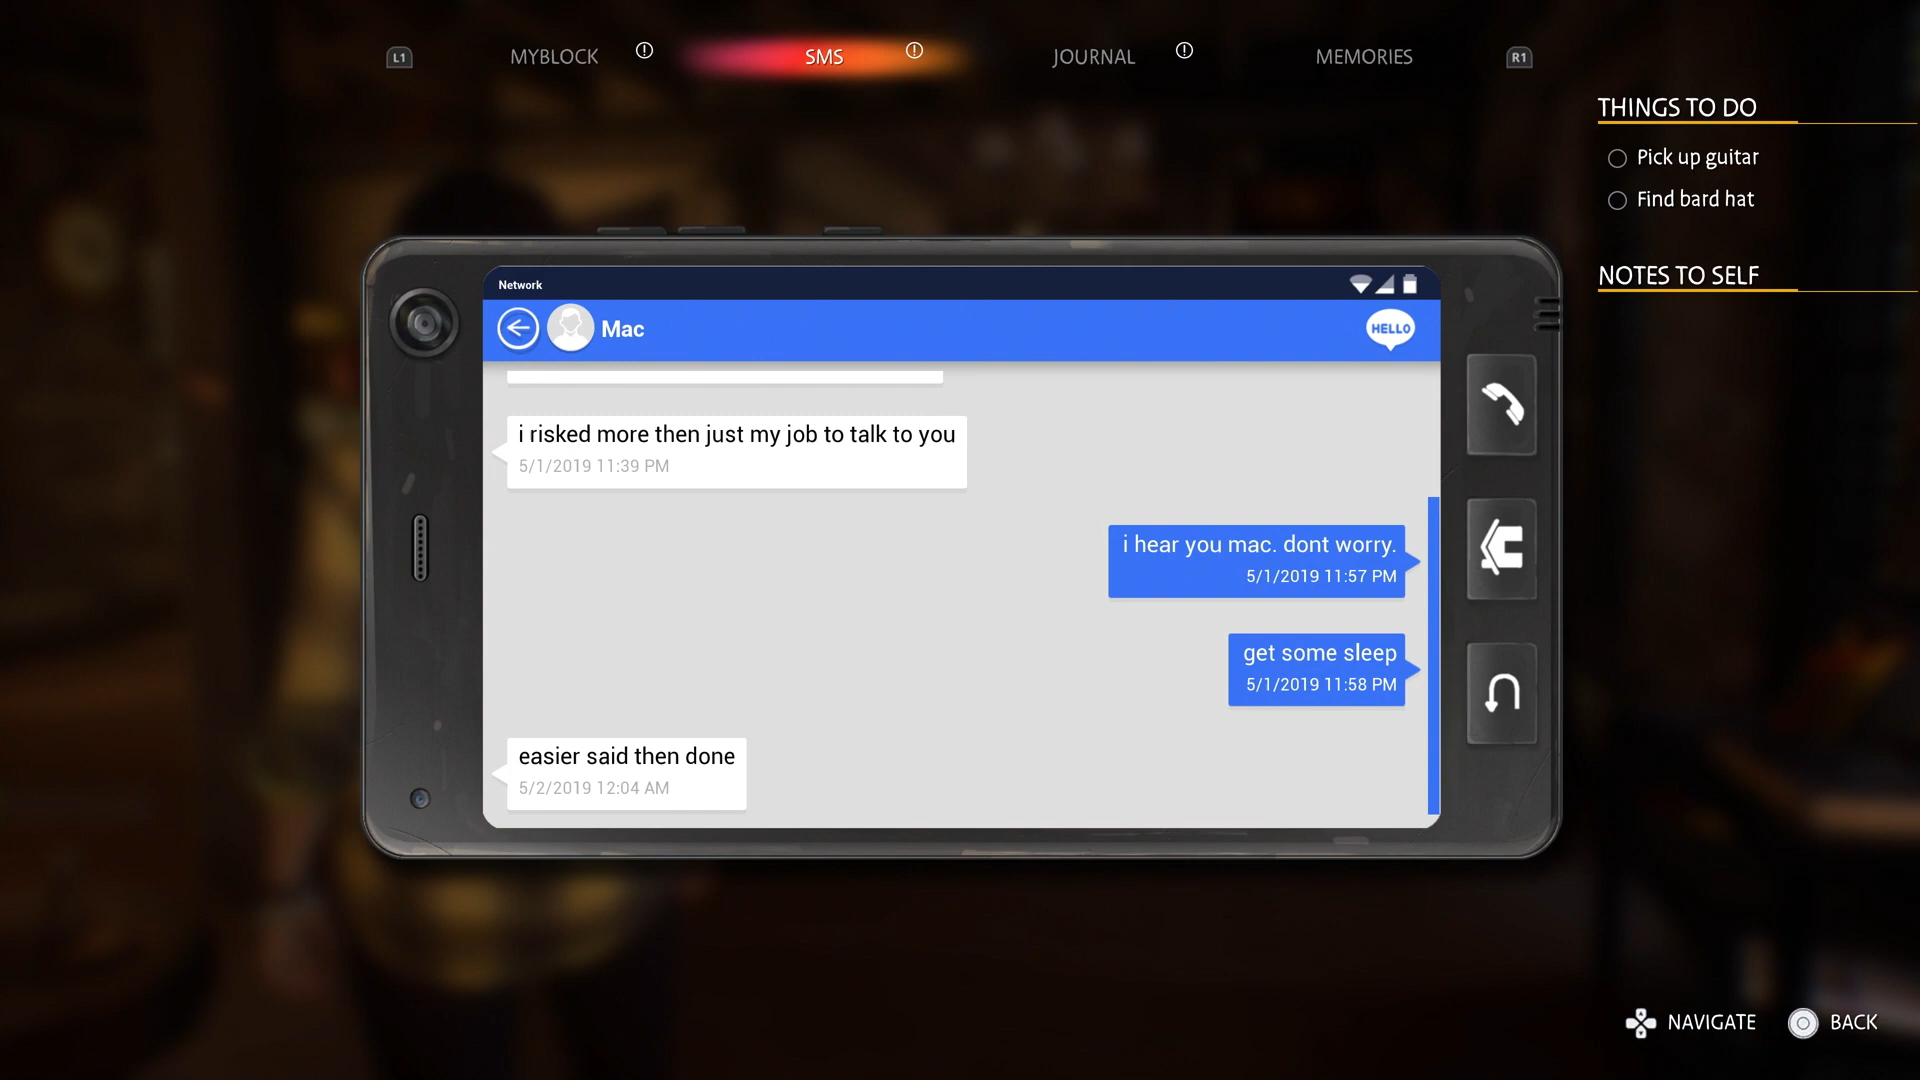 L1
MYBLOCK
SMS
JOURNAL
MEMORIES
R1
THINGS TO DO
Pick up guitar
Find bard hat
NOTES TO SELF
Network
Mac
HELLO
i risked more then just my job to talk to you
5/1/2019 11:39 PM
i hear you mac. dont worry.
5/1/2019 11:57 PM
get some sleep
5/1/2019 11:58 PM
easier said then done
5/2/2019 12:04 AM
NAVIGATE
BACK